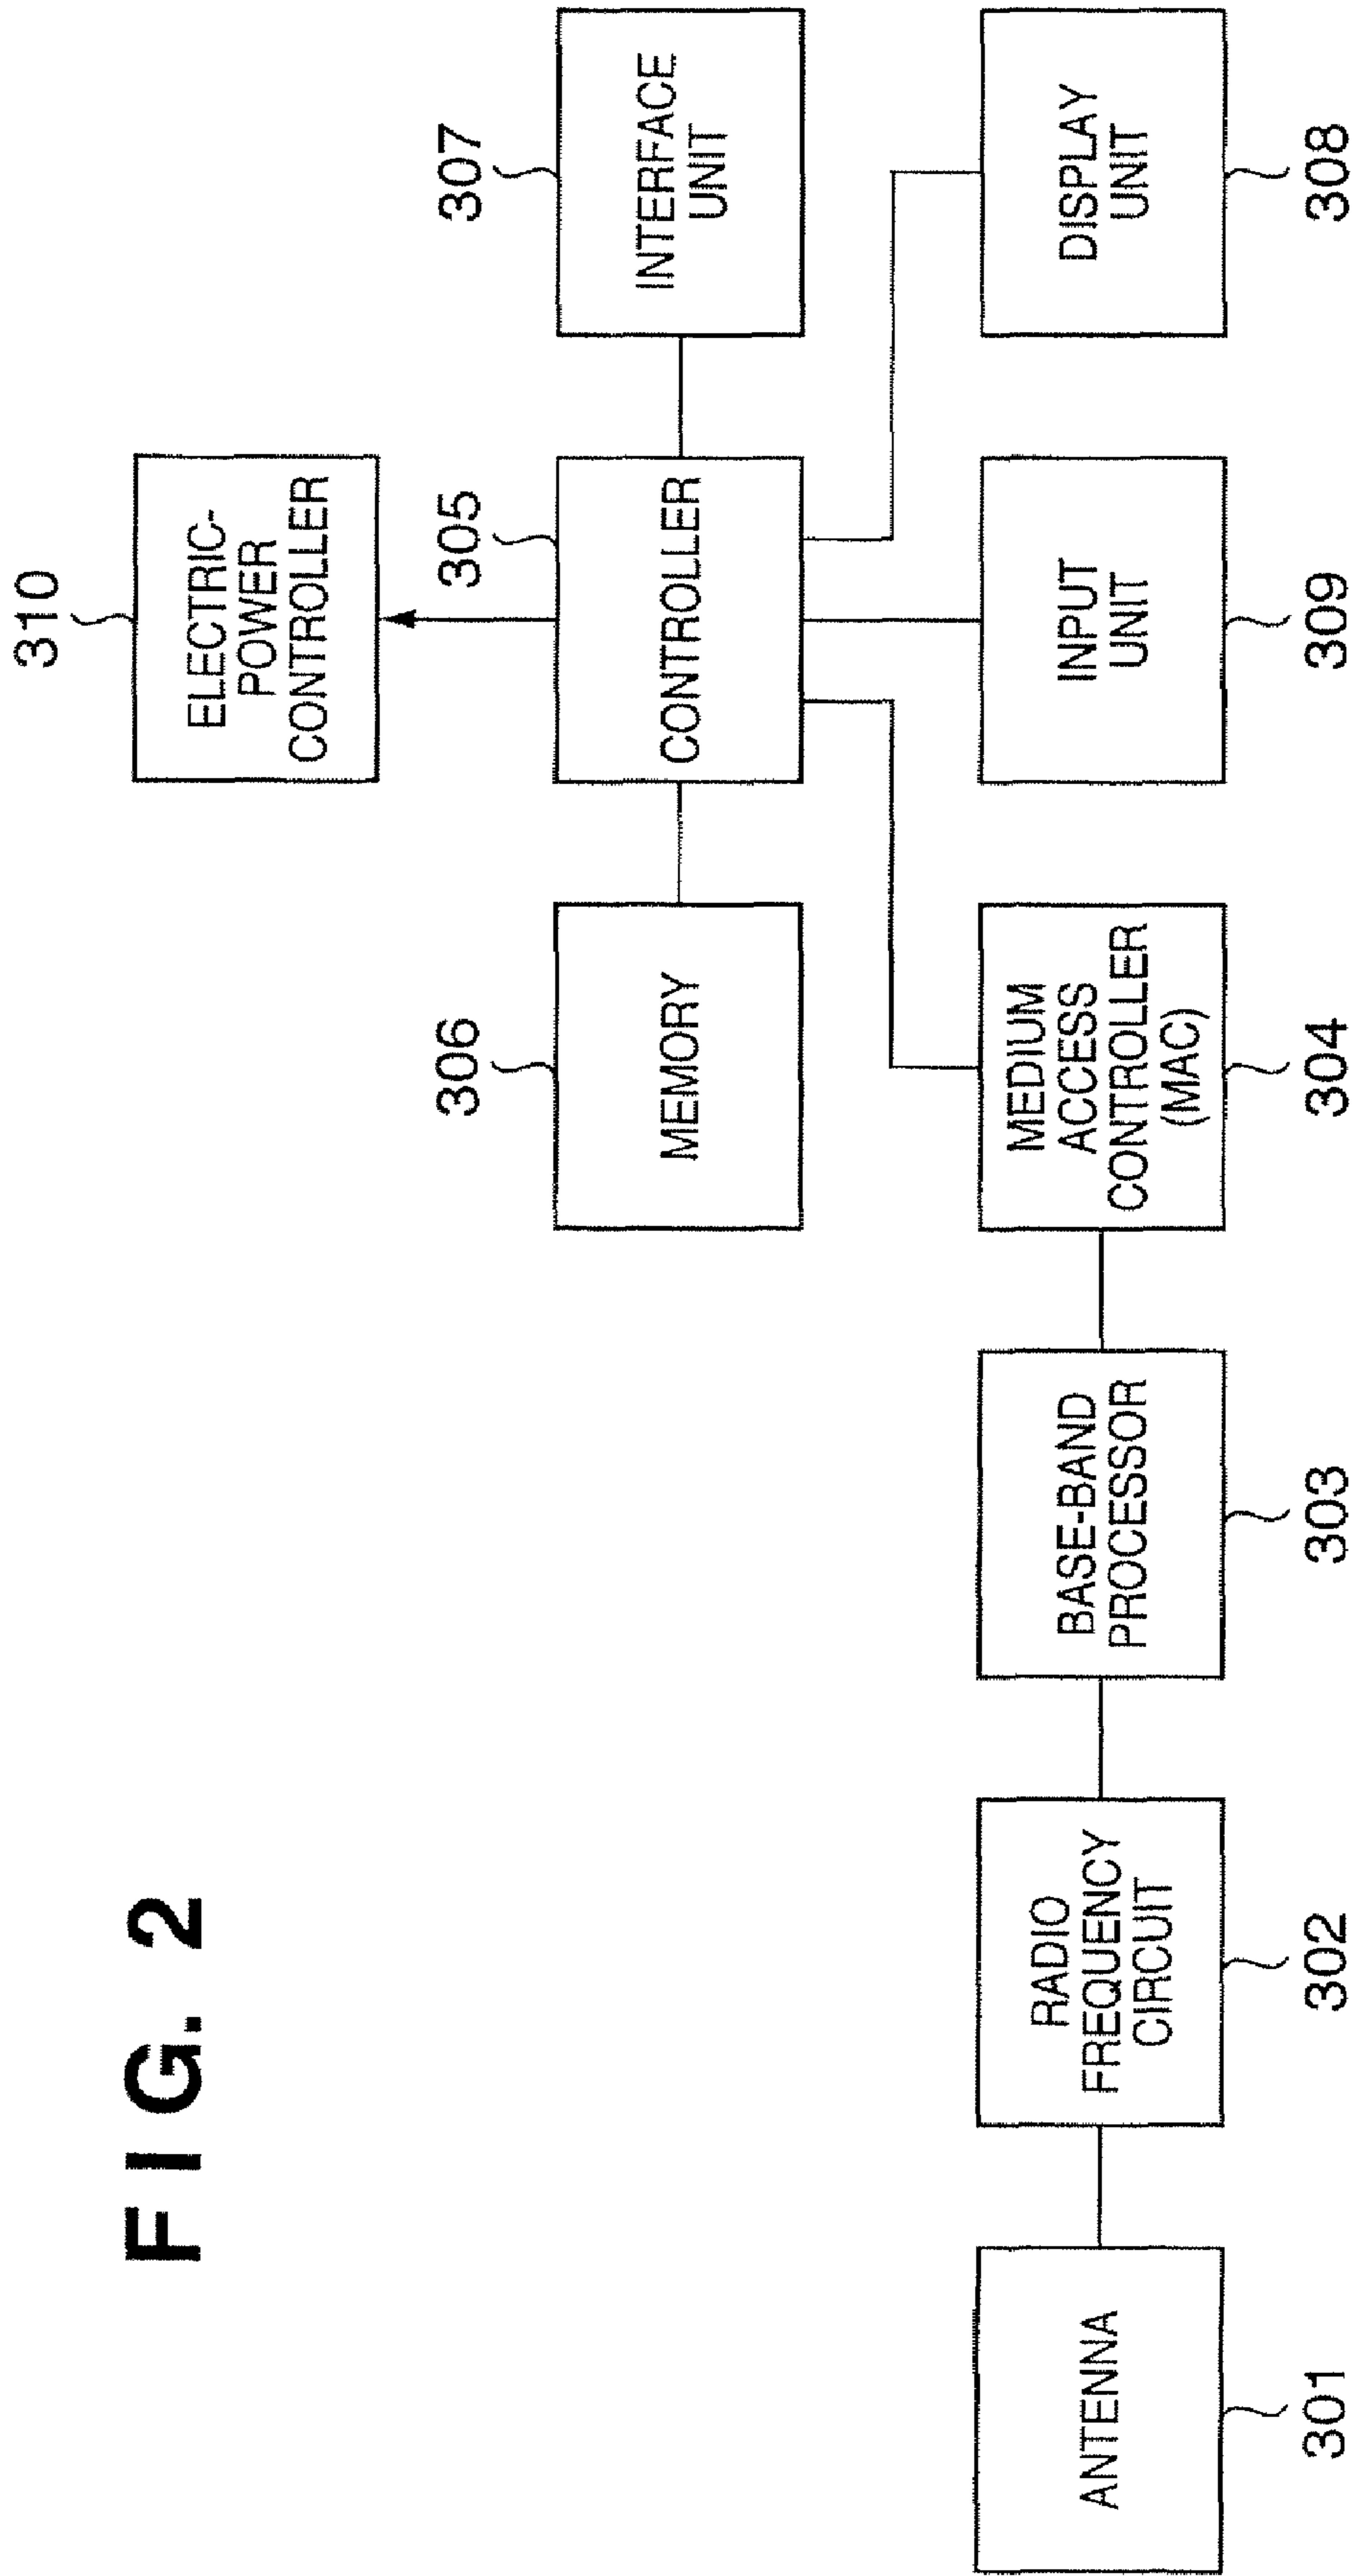 FIG. 2
310
ELECTRIC-
POWER
CONTROLLER
306
MEMORY
305
CONTROLLER
307
INTERFACE
UNIT
ANTENNA
301
RADIO
FREQUENCY
CIRCUIT
302
BASE-BAND
PROCESSOR
303
MEDIUM
ACCESS
CONTROLLER
(MAC)
304
INPUT
UNIT
309
DISPLAY
UNIT
308